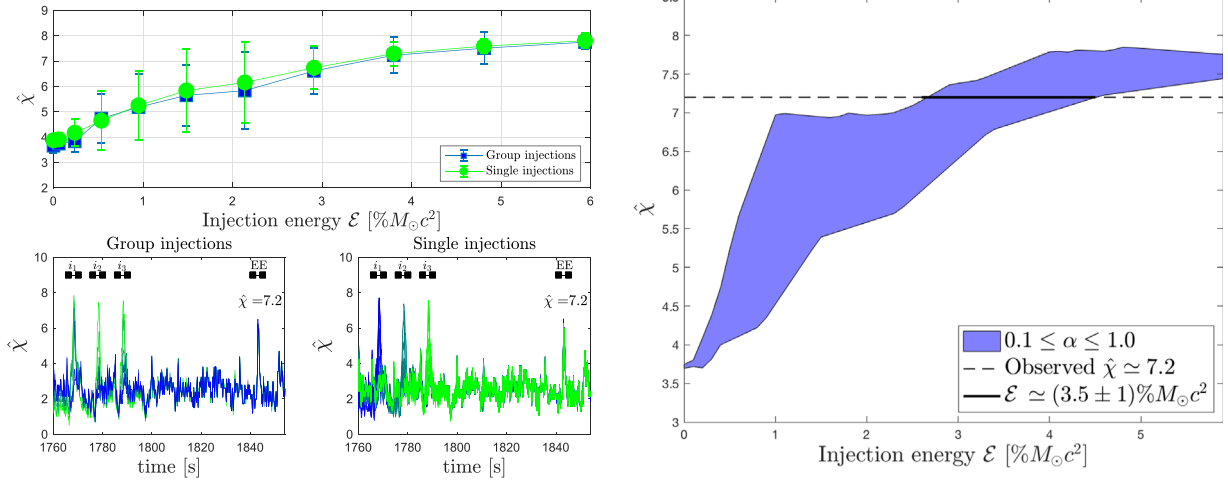 9
8
7
6
5
4
3
2
χ̂
Group injections
Single injections
0 1 2 3 4 5 6
Injection energy ℰ [%M⊙c²]
Group injections
10
8
6
4
2
0
χ̂
i₁ i₂ i₃ EE
χ̂ =7.2
1760 1780 1800 1820 1840
time [s]
Single injections
10
8
6
4
2
0
χ̂
i₁ i₂ i₃ EE
χ̂ =7.2
1760 1780 1800 1820 1840
time [s]
8
7.5
7
6.5
6
5.5
5
4.5
4
3.5
3
χ̂
0.1 ≤ α ≤ 1.0
Observed χ̂ ≃ 7.2
ℰ ≃ (3.5 ± 1)%M⊙c²
0 1 2 3 4 5
Injection energy ℰ [%M⊙c²]